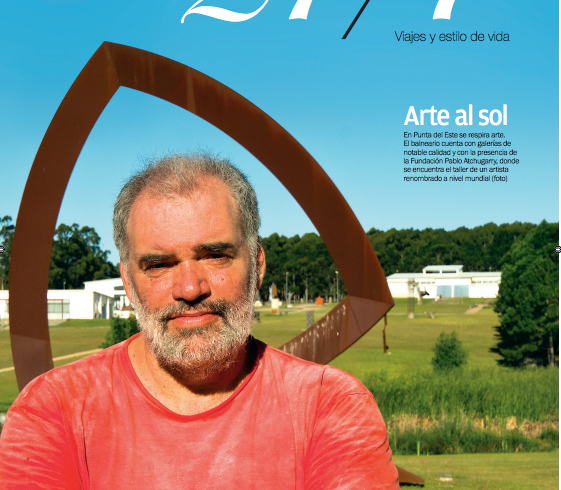 24/7
Viajes y estilo de vida
Arte al sol
En Punta del Este se respira arte.
El balneario cuenta con galerías de
notable calidad y con la presencia de
la Fundación Pablo Atchugarry, donde
se encuentra el taller de un artista
renombrado a nivel mundial (foto)